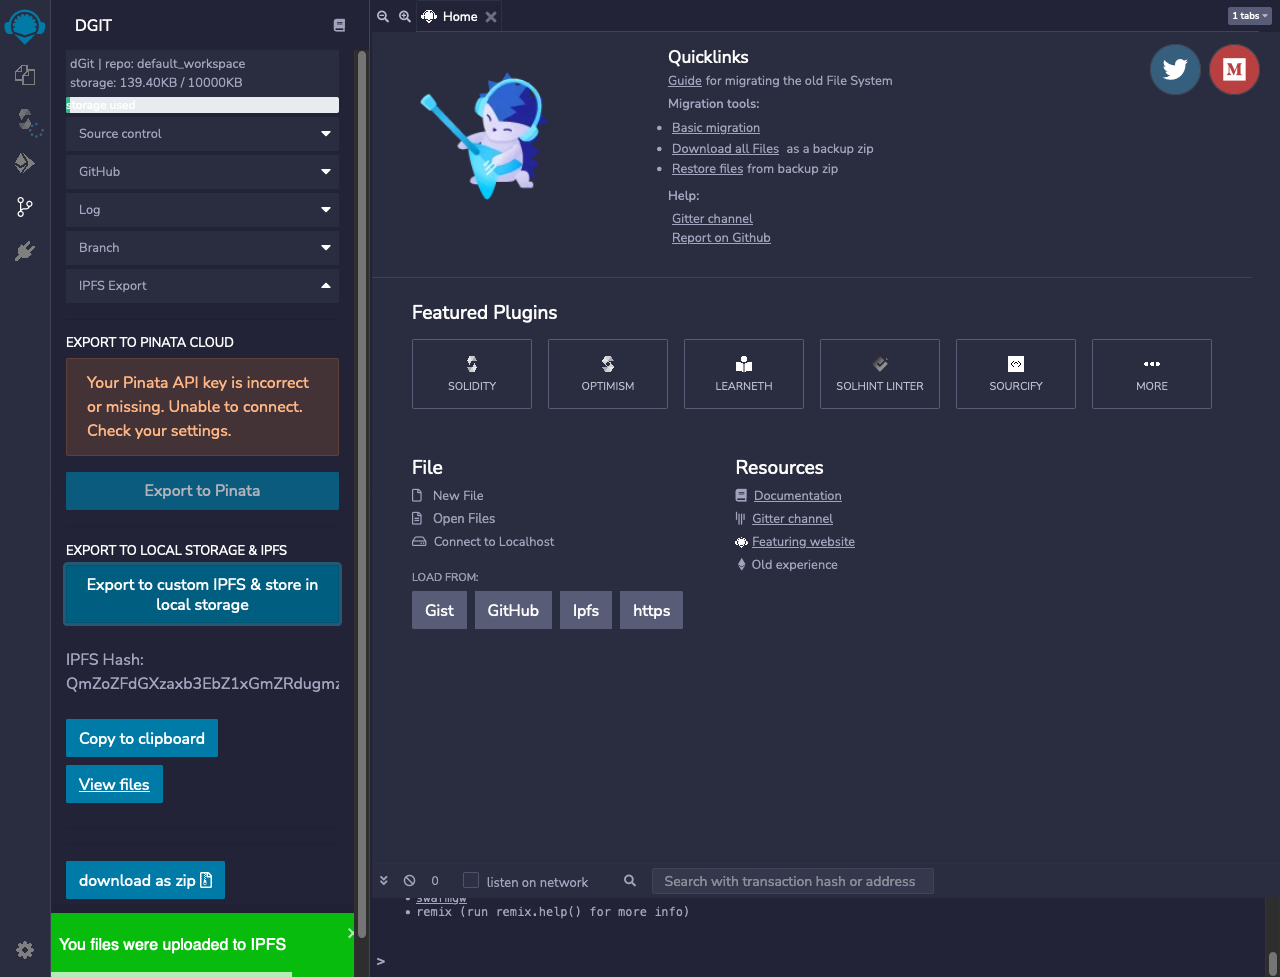 DGIT
dGit | repo: default_workspace
storage: 139.40KB / 10000KB
storage used
Source control
GitHub
Log
Branch
IPFS Export
EXPORT TO PINATA CLOUD
Your Pinata API key is incorrect
or missing. Unable to connect.
Check your settings.
Export to Pinata
EXPORT TO LOCAL STORAGE & IPFS
Export to custom IPFS & store in
local storage
IPFS Hash:
QmZoZFdGXzaxb3EbZ1xGmZRdugmz
Copy to clipboard
View files
download as zip
You files were uploaded to IPFS
Home
1 tabs
Quicklinks
Guide for migrating the old File System
Migration tools:
Basic migration
Download all Files as a backup zip
Restore files from backup zip
Help:
Gitter channel
Report on Github
M
Featured Plugins
SOLIDITY
OPTIMISM
LEARNETH
SOLHINT LINTER
SOURCIFY
MORE
File
New File
Open Files
Connect to Localhost
LOAD FROM:
Gist
GitHub
Ipfs
https
Resources
Documentation
Gitter channel
Featuring website
Old experience
0
listen on network
Search with transaction hash or address
swarmgw
remix (run remix.help() for more info)
>